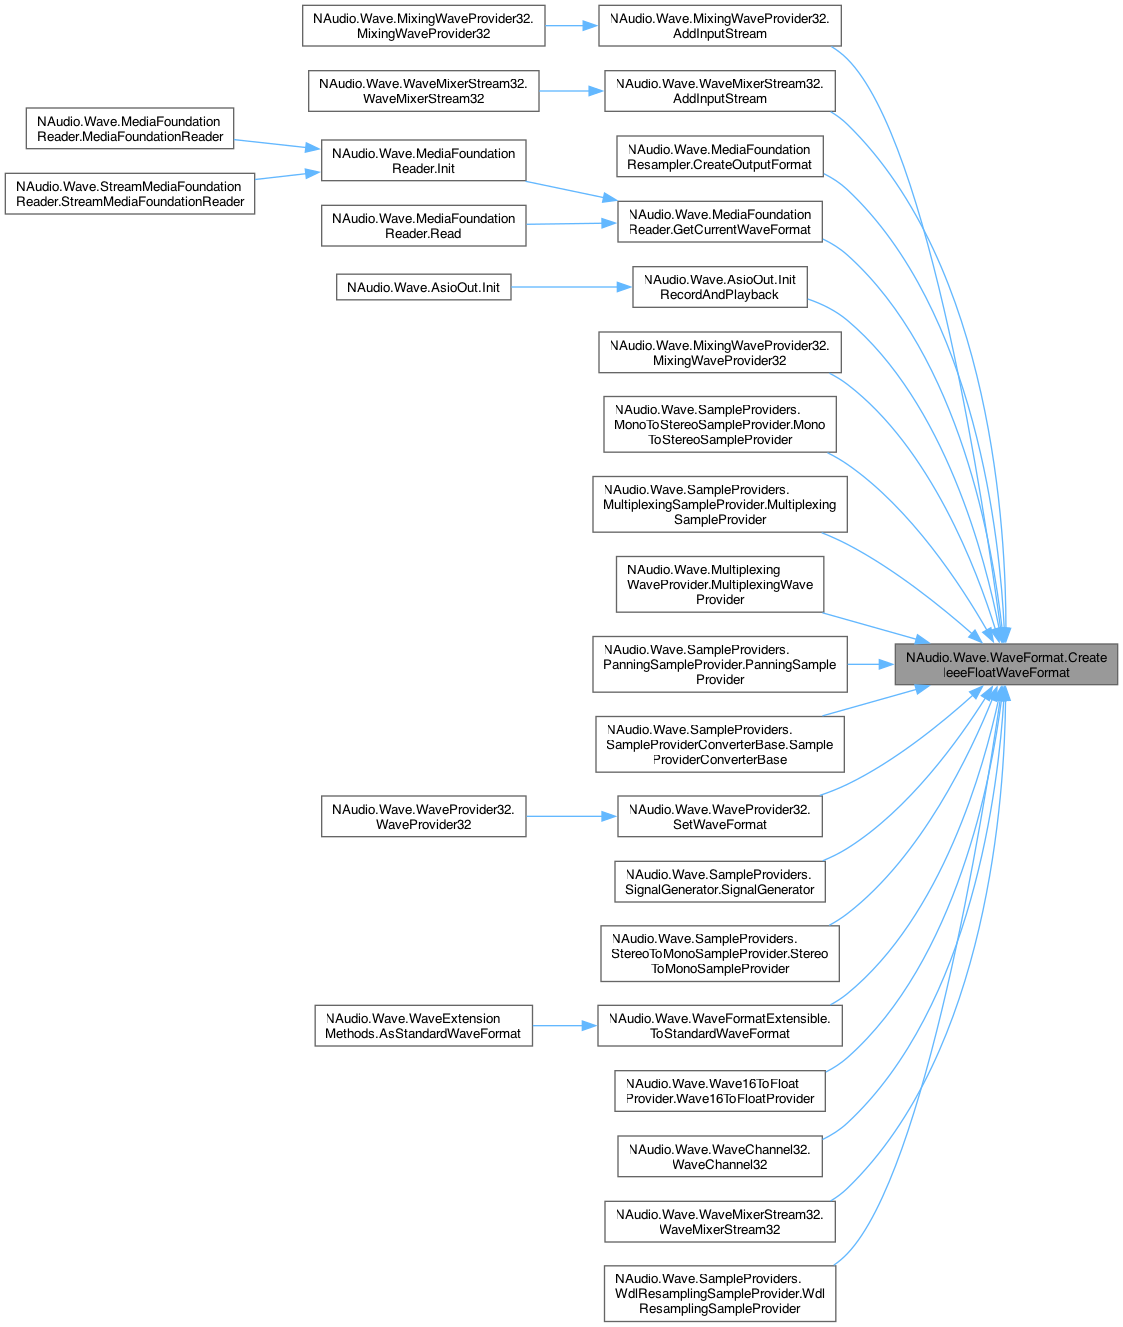 NAudio.Wave.MixingWaveProvider32.
MixingWaveProvider32
NAudio.Wave.MixingWaveProvider32.
AddInputStream
NAudio.Wave.WaveMixerStream32.
WaveMixerStream32
NAudio.Wave.WaveMixerStream32.
AddInputStream
NAudio.Wave.MediaFoundation
Reader.MediaFoundationReader
NAudio.Wave.StreamMediaFoundation
Reader.StreamMediaFoundationReader
NAudio.Wave.MediaFoundation
Reader.Init
NAudio.Wave.MediaFoundation
Resampler.CreateOutputFormat
NAudio.Wave.MediaFoundation
Reader.Read
NAudio.Wave.MediaFoundation
Reader.GetCurrentWaveFormat
NAudio.Wave.AsioOut.Init
NAudio.Wave.AsioOut.Init
RecordAndPlayback
NAudio.Wave.MixingWaveProvider32.
MixingWaveProvider32
NAudio.Wave.SampleProviders.
MonoToStereoSampleProvider.Mono
ToStereoSampleProvider
NAudio.Wave.SampleProviders.
MultiplexingSampleProvider.Multiplexing
SampleProvider
NAudio.Wave.Multiplexing
WaveProvider.MultiplexingWave
Provider
NAudio.Wave.SampleProviders.
PanningSampleProvider.PanningSample
Provider
NAudio.Wave.WaveFormat.Create
IeeeFloatWaveFormat
NAudio.Wave.SampleProviders.
SampleProviderConverterBase.Sample
ProviderConverterBase
NAudio.Wave.WaveProvider32.
WaveProvider32
NAudio.Wave.WaveProvider32.
SetWaveFormat
NAudio.Wave.SampleProviders.
SignalGenerator.SignalGenerator
NAudio.Wave.SampleProviders.
StereoToMonoSampleProvider.Stereo
ToMonoSampleProvider
NAudio.Wave.WaveExtension
Methods.AsStandardWaveFormat
NAudio.Wave.WaveFormatExtensible.
ToStandardWaveFormat
NAudio.Wave.Wave16ToFloat
Provider.Wave16ToFloatProvider
NAudio.Wave.WaveChannel32.
WaveChannel32
NAudio.Wave.WaveMixerStream32.
WaveMixerStream32
NAudio.Wave.SampleProviders.
WdlResamplingSampleProvider.Wdl
ResamplingSampleProvider